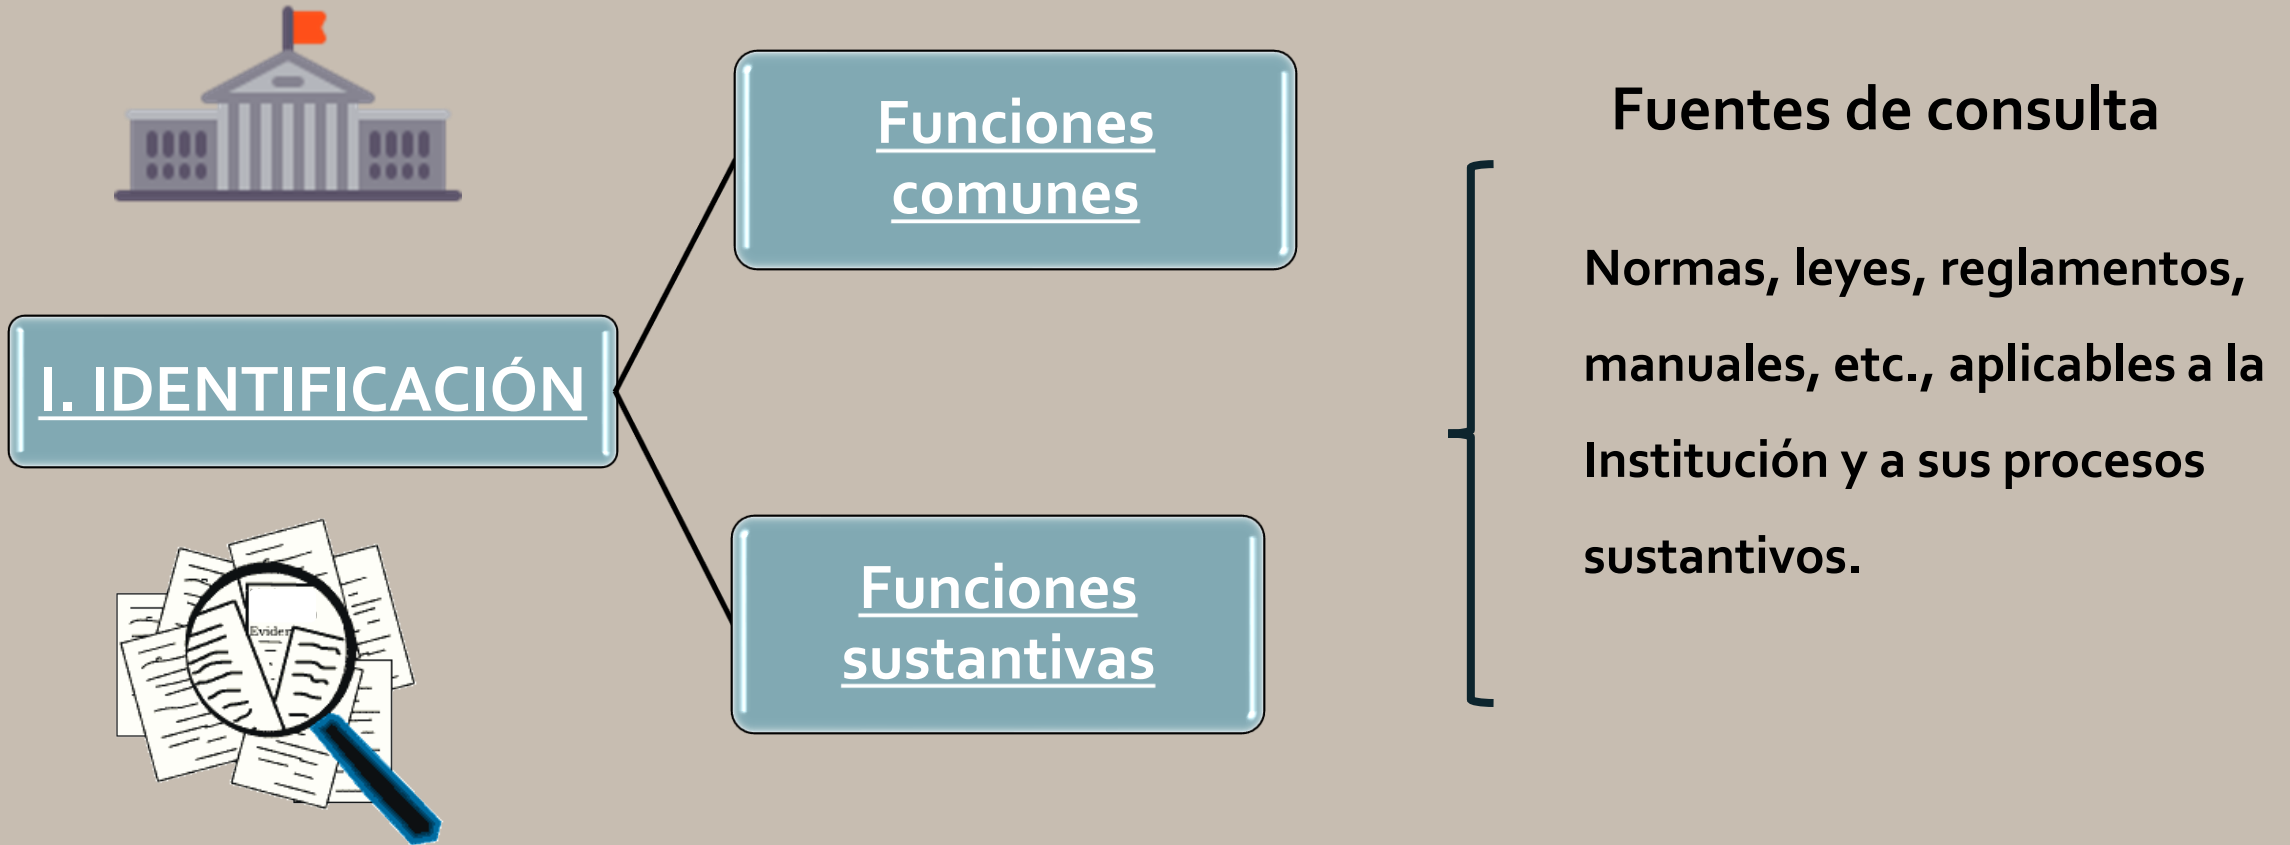 I. IDENTIFICACIÓN
Funciones
comunes
Funciones
sustantivas
Fuentes de consulta
Normas, leyes, reglamentos,
manuales, etc., aplicables a la
Institución y a sus procesos
sustantivos.
Eviden